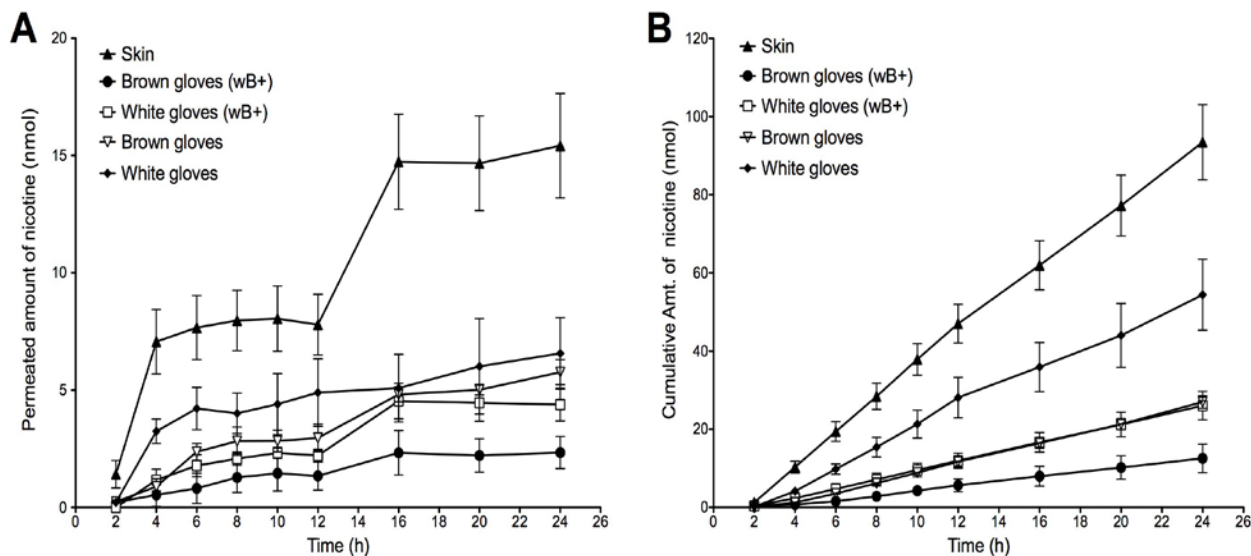 A
Permeated amount of nicotine (nmol)
20
15
10
5
0
Skin
Brown gloves (wB+)
White gloves (wB+)
Brown gloves
White gloves
0 2 4 6 8 10 12 14 16 18 20 22 24 26
Time (h)
B
Cumulative Amt. of nicotine (nmol)
120
100
80
60
40
20
0
Skin
Brown gloves (wB+)
White gloves (wB+)
Brown gloves
White gloves
0 2 4 6 8 10 12 14 16 18 20 22 24 26
Time (h)